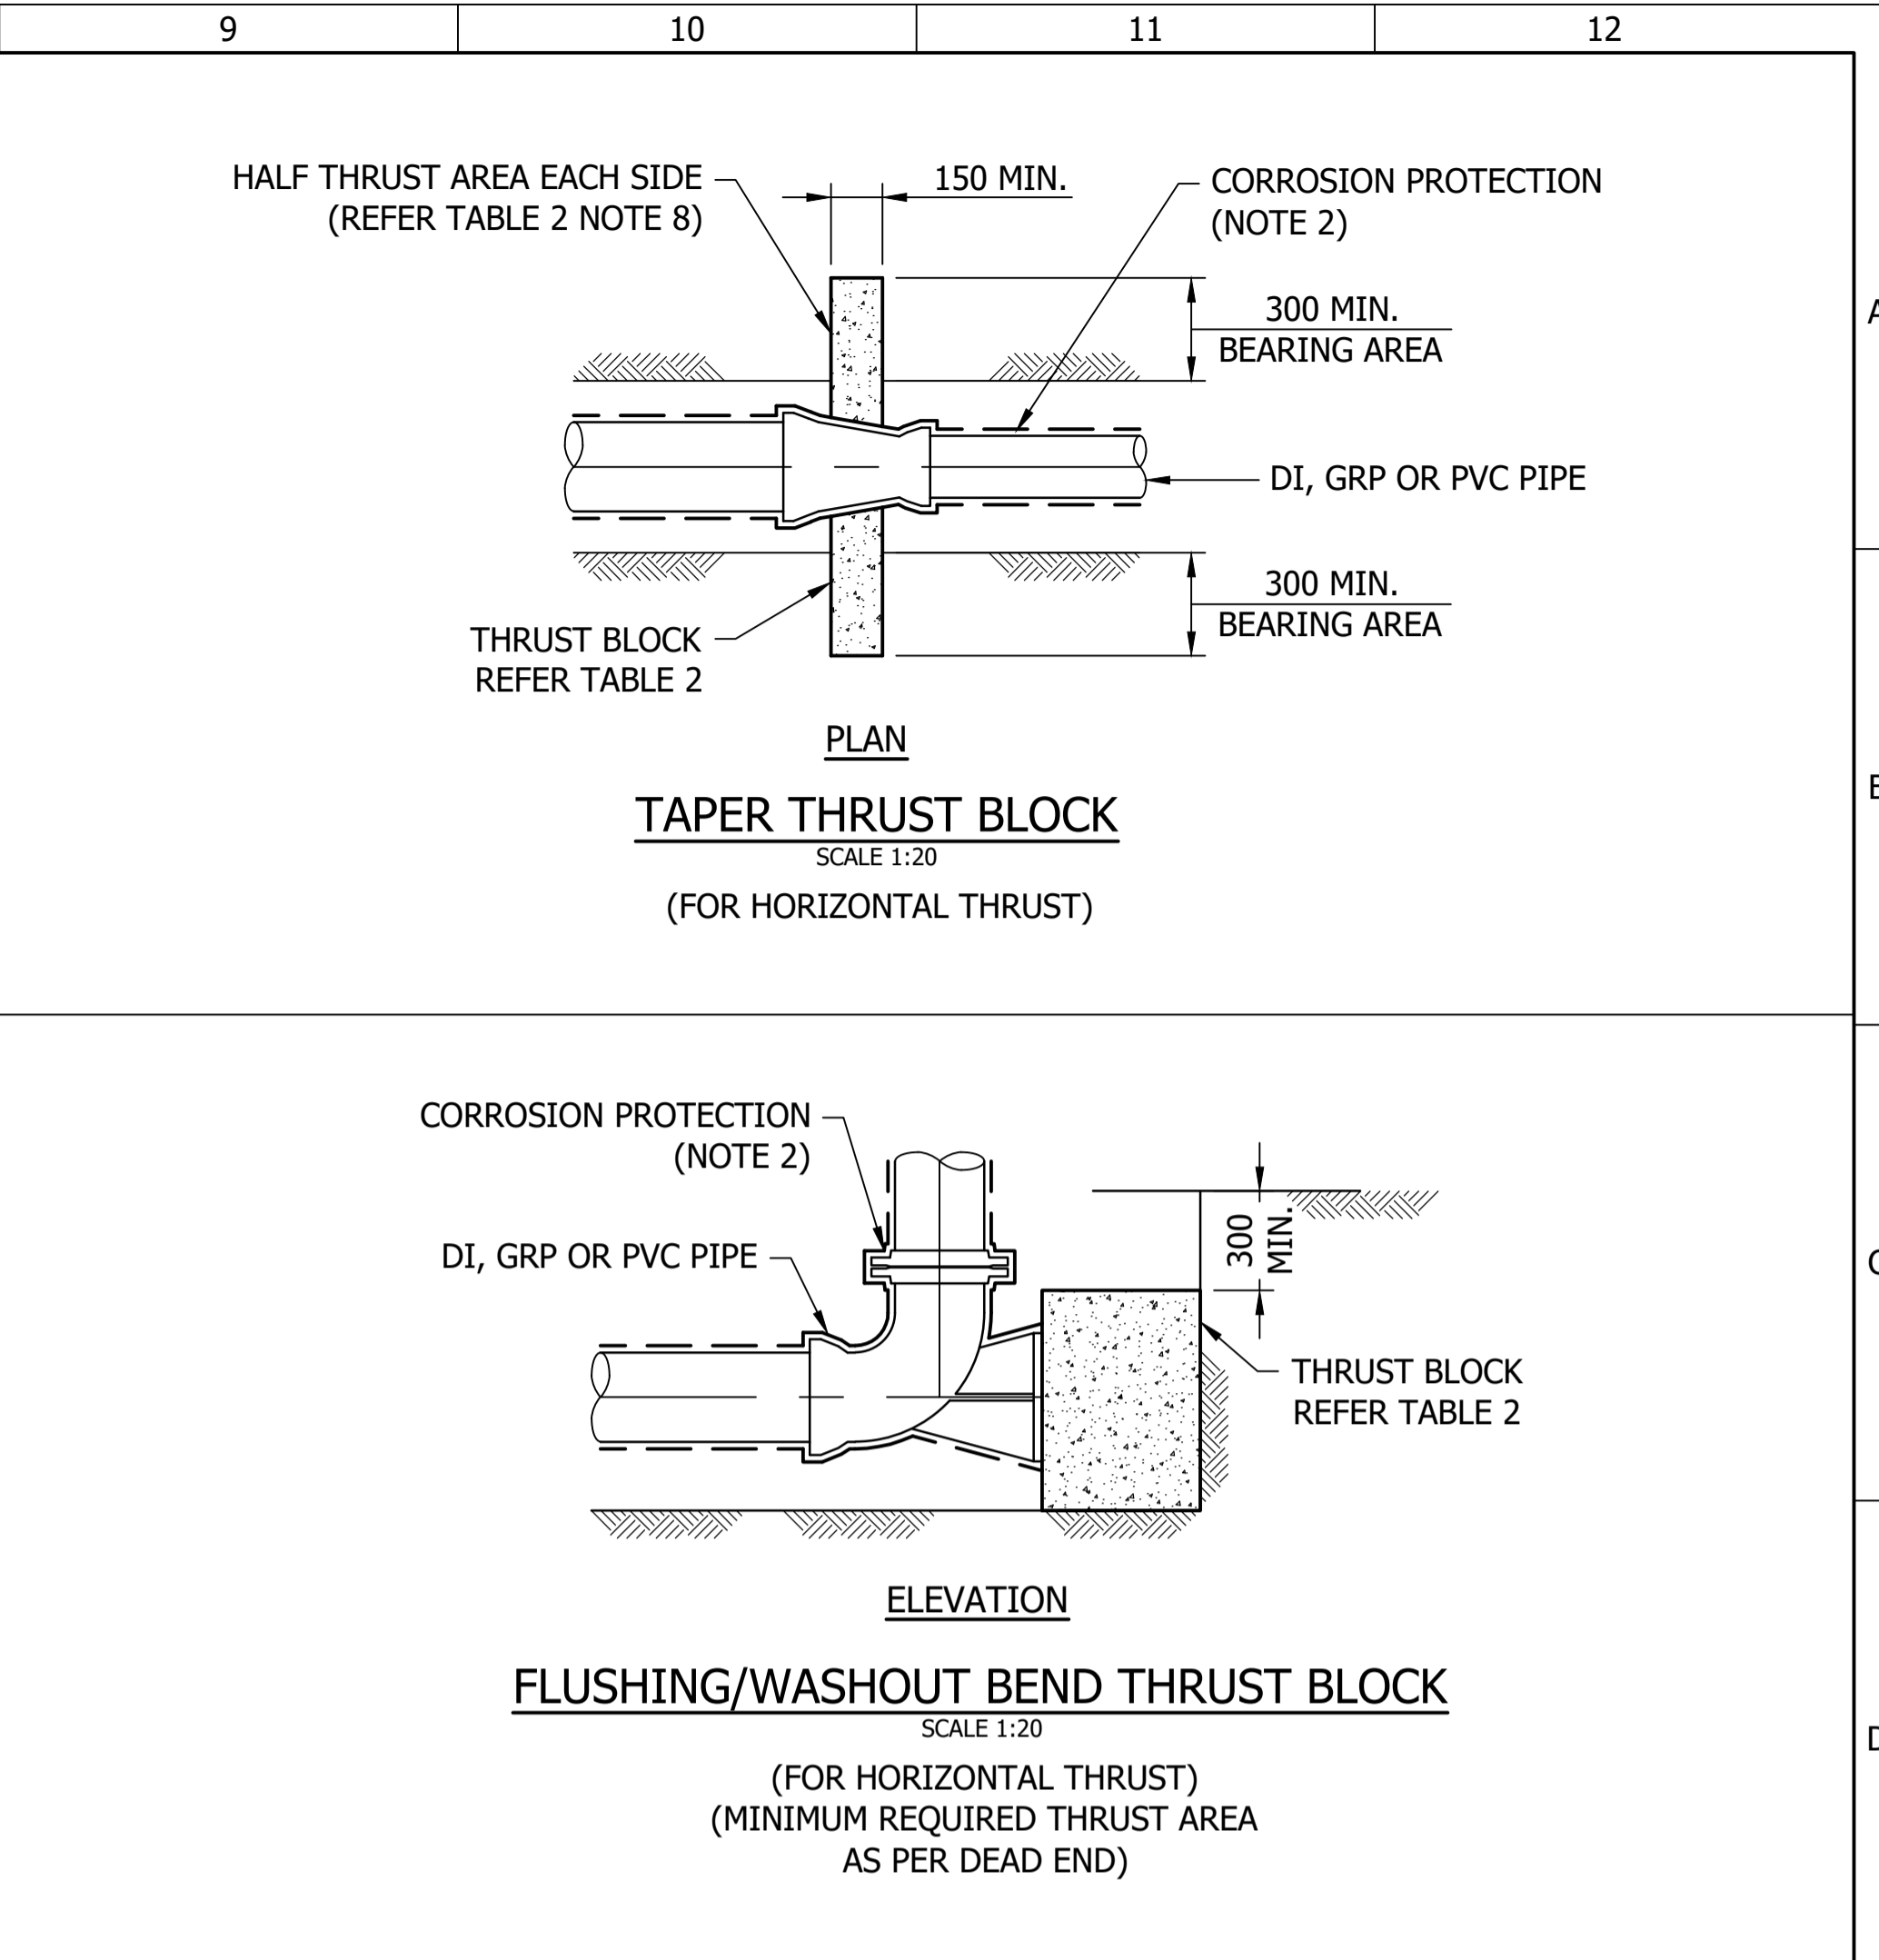 9
10
11
12
HALF THRUST AREA EACH SIDE
(REFER TABLE 2 NOTE 8)
150 MIN.
CORROSION PROTECTION
(NOTE 2)
300 MIN.
BEARING AREA
A
DI, GRP OR PVC PIPE
300 MIN.
BEARING AREA
THRUST BLOCK
REFER TABLE 2
PLAN
TAPER THRUST BLOCK
SCALE 1:20
(FOR HORIZONTAL THRUST)
CORROSION PROTECTION
(NOTE 2)
DI, GRP OR PVC PIPE
300
MIN.
THRUST BLOCK
REFER TABLE 2
ELEVATION
FLUSHING/WASHOUT BEND THRUST BLOCK
SCALE 1:20
(FOR HORIZONTAL THRUST)
(MINIMUM REQUIRED THRUST AREA
AS PER DEAD END)